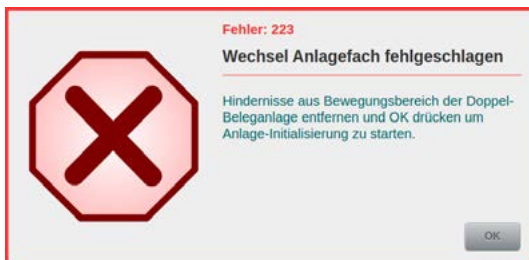 Fehler: 223
Wechsel Anlagefach fehlgeschlagen
Hindernisse aus Bewegungsbereich der Doppel-
Beleganlage entfernen und OK drücken um
Anlage-Initialisierung zu starten.
OK